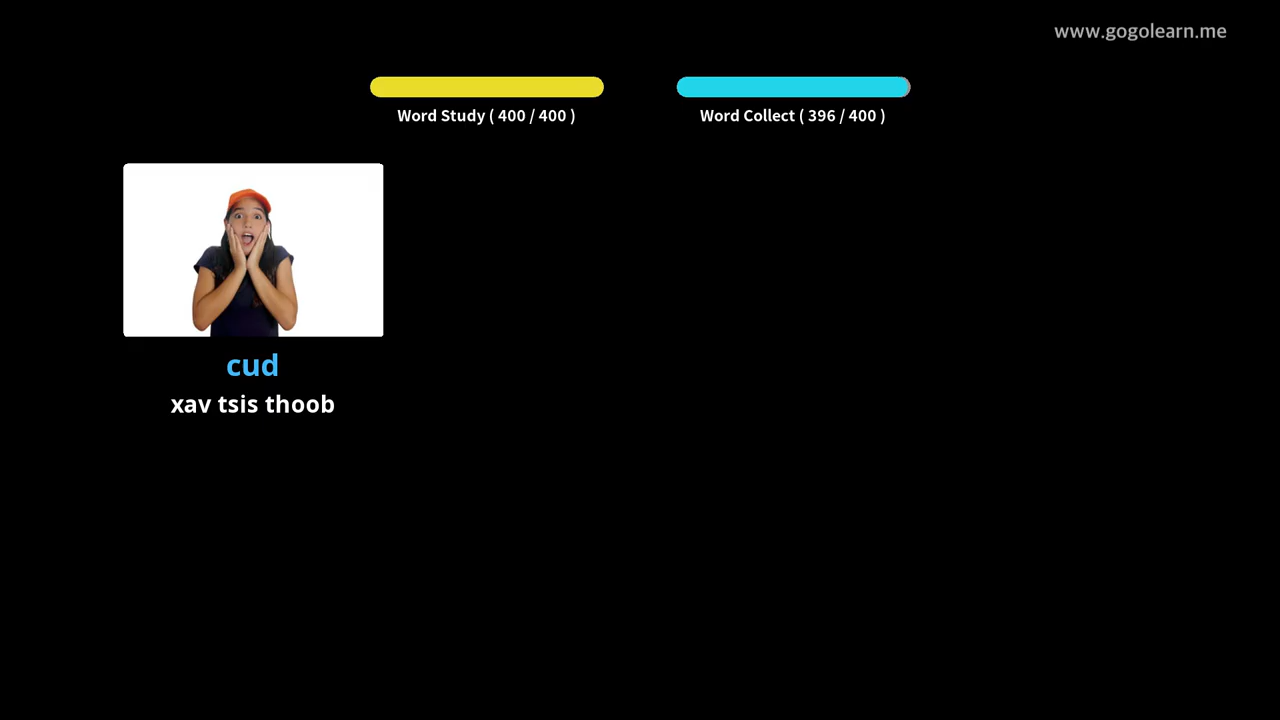 www.gogolearn.me
Word Study ( 400 / 400 )
Word Collect ( 396 / 400 )
cud
xav tsis thoob